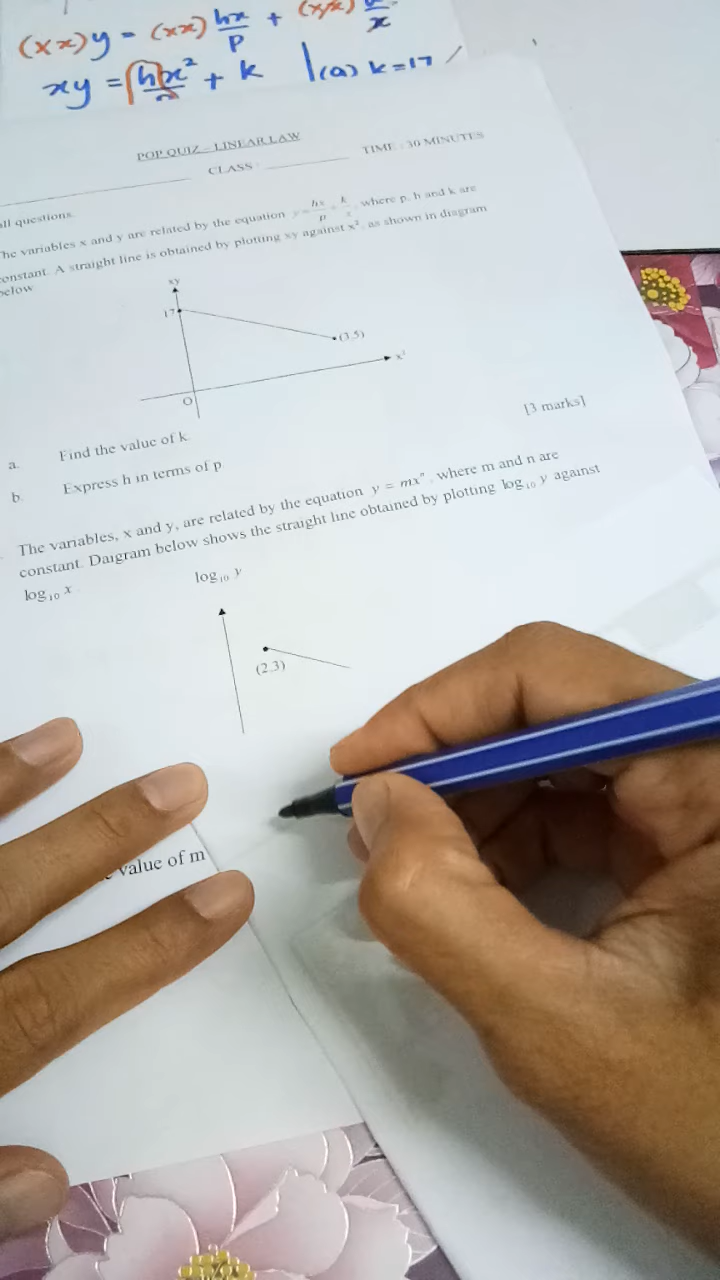 (xx)y = (xx) hx/p + (xx)
x
xy = hx² + k | (a) k = 17
POP QUIZ – LINEAR LAW
CLASS : TIME : 30 MINUTES
all questions.
The variables x and y are related by the equation y = hx/p + k/x, where p, h and k are
constant. A straight line is obtained by plotting xy against x², as shown in diagram
below
xy
17
(3,5)
x²
O
[3 marks]
a. Find the value of k.
b. Express h in terms of p.
The variables, x and y, are related by the equation y = mxⁿ, where m and n are
constant. Daigram below shows the straight line obtained by plotting log₁₀ y against
log₁₀ x
log₁₀ y
(2,3)
value of m